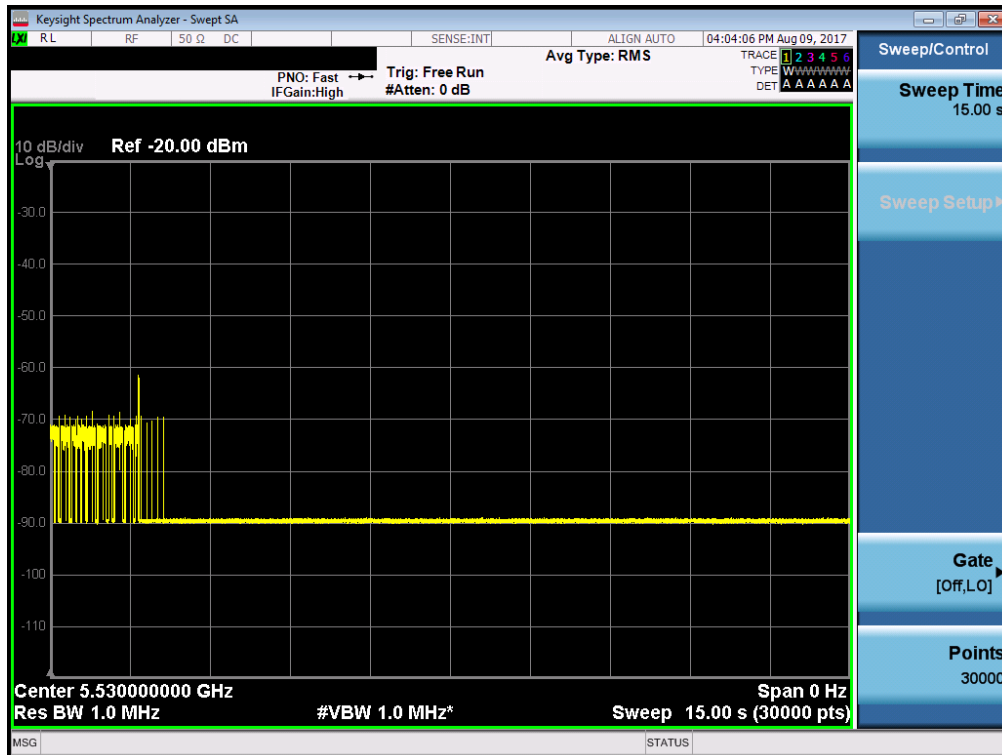 Keysight Spectrum Analyzer - Swept SA
LXI RL RF 50 Ω DC SENSE:INT ALIGN AUTO 04:04:06 PM Aug 09, 2017
Sweep/Control
Avg Type: RMS
TRACE 1 2 3 4 5 6
PNO: Fast Trig: Free Run
TYPE W W W W W W
IFGain:High #Atten: 0 dB
DET A A A A A A
Sweep Time
15.00 s
10 dB/div Ref -20.00 dBm
Log
Sweep Setup
-30.0
-40.0
-50.0
-60.0
-70.0
-80.0
-90.0
-100
-110
Gate
[Off,LO]
Points
30000
Center 5.530000000 GHz Span 0 Hz
Res BW 1.0 MHz #VBW 1.0 MHz* Sweep 15.00 s (30000 pts)
MSG STATUS